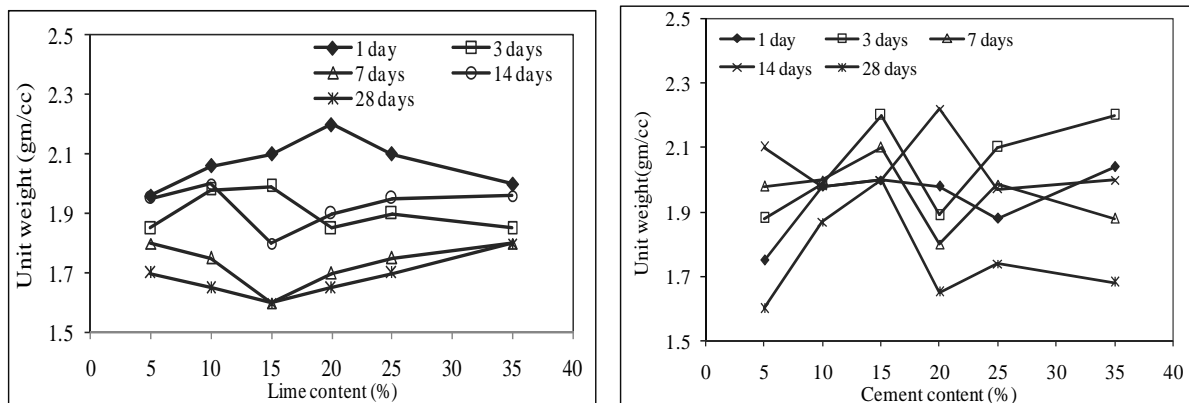 2.5
2.3
2.1
1.9
1.7
1.5
Unit weight (gm/cc)
1 day 3 days
7 days 14 days
28 days
0 5 10 15 20 25 30 35 40
Lime content (%)
2.5
2.3
2.1
1.9
1.7
1.5
Unit weight(gm/cc)
1 day 3 days 7 days
14 days 28 days
0 5 10 15 20 25 30 35 40
Cement content (%)